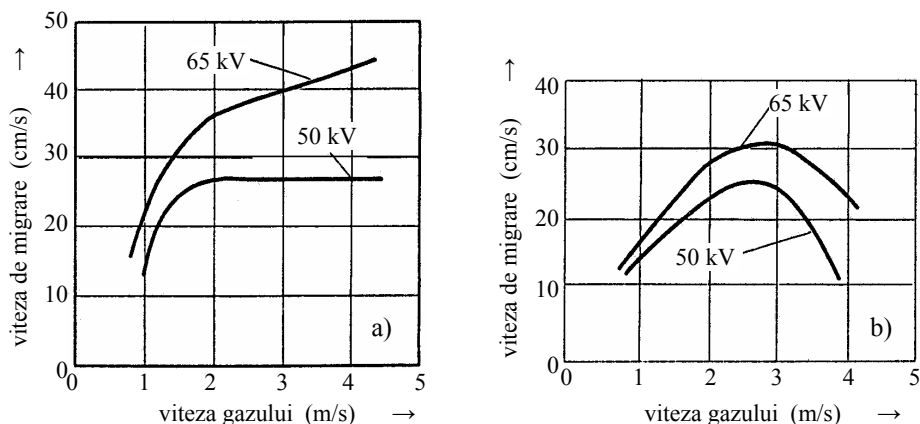 50
40
30
20
10
0
viteza de migrare (cm/s) →
65 kV
50 kV
a)
0 1 2 3 4 5
viteza gazului (m/s) →
40
30
20
10
0
viteza de migrare (cm/s) →
65 kV
50 kV
b)
0 1 2 3 4 5
viteza gazului (m/s) →